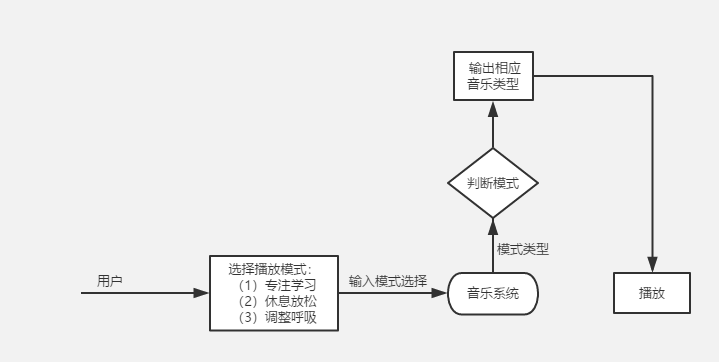 输出相应
音乐类型
判断模式
模式类型
用户
选择播放模式：
（1）专注学习
（2）休息放松
（3）调整呼吸
输入模式选择
音乐系统
播放